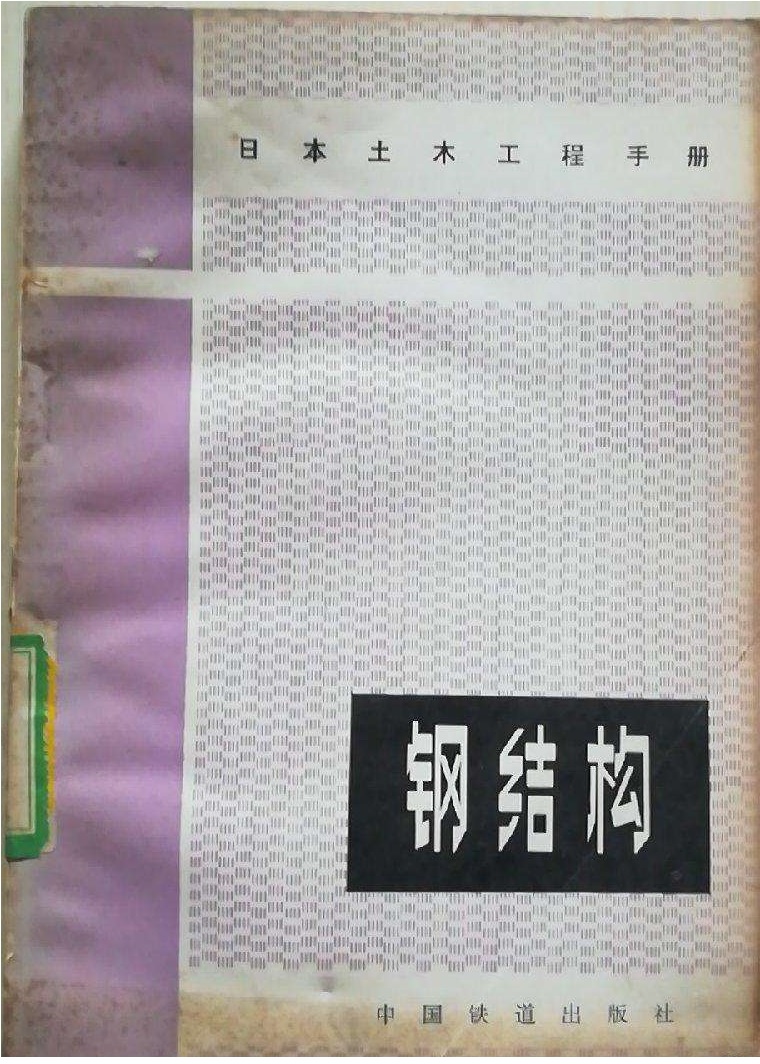 日本土木工程手册
钢结构
中国铁道出版社